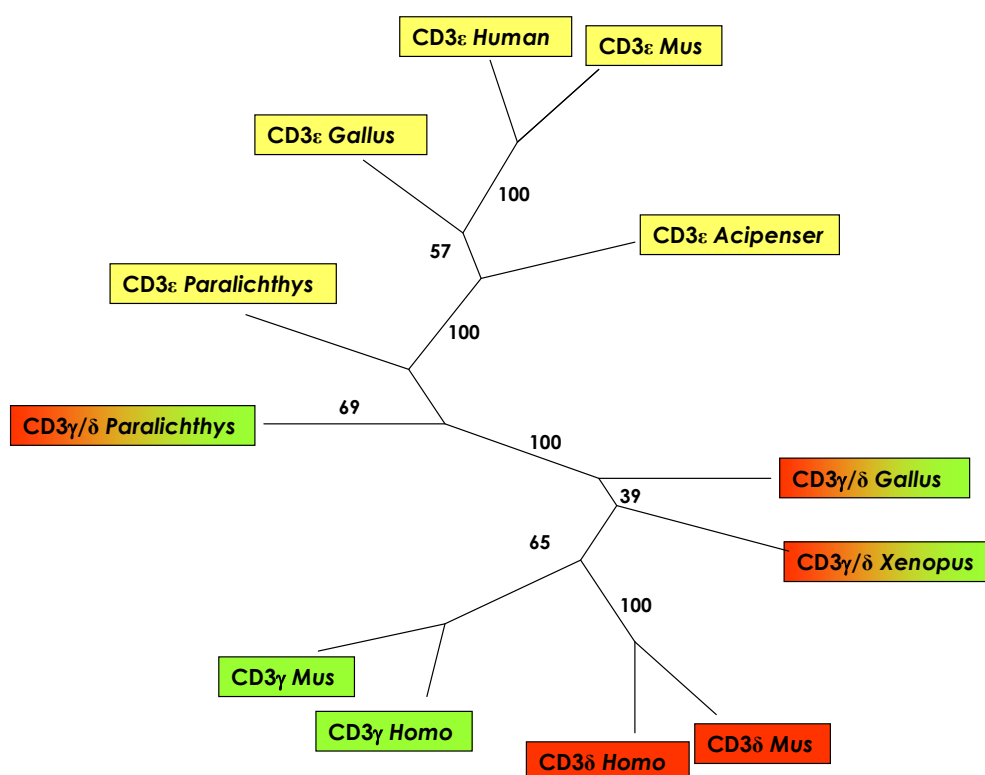 CD3ε Human
CD3ε Mus
CD3ε Gallus
100
CD3ε Acipenser
57
CD3ε Paralichthys
100
69
CD3γ/δ Paralichthys
100
CD3γ/δ Gallus
39
65
CD3γ/δ Xenopus
100
CD3γ Mus
CD3γ Homo
CD3δ Mus
CD3δ Homo